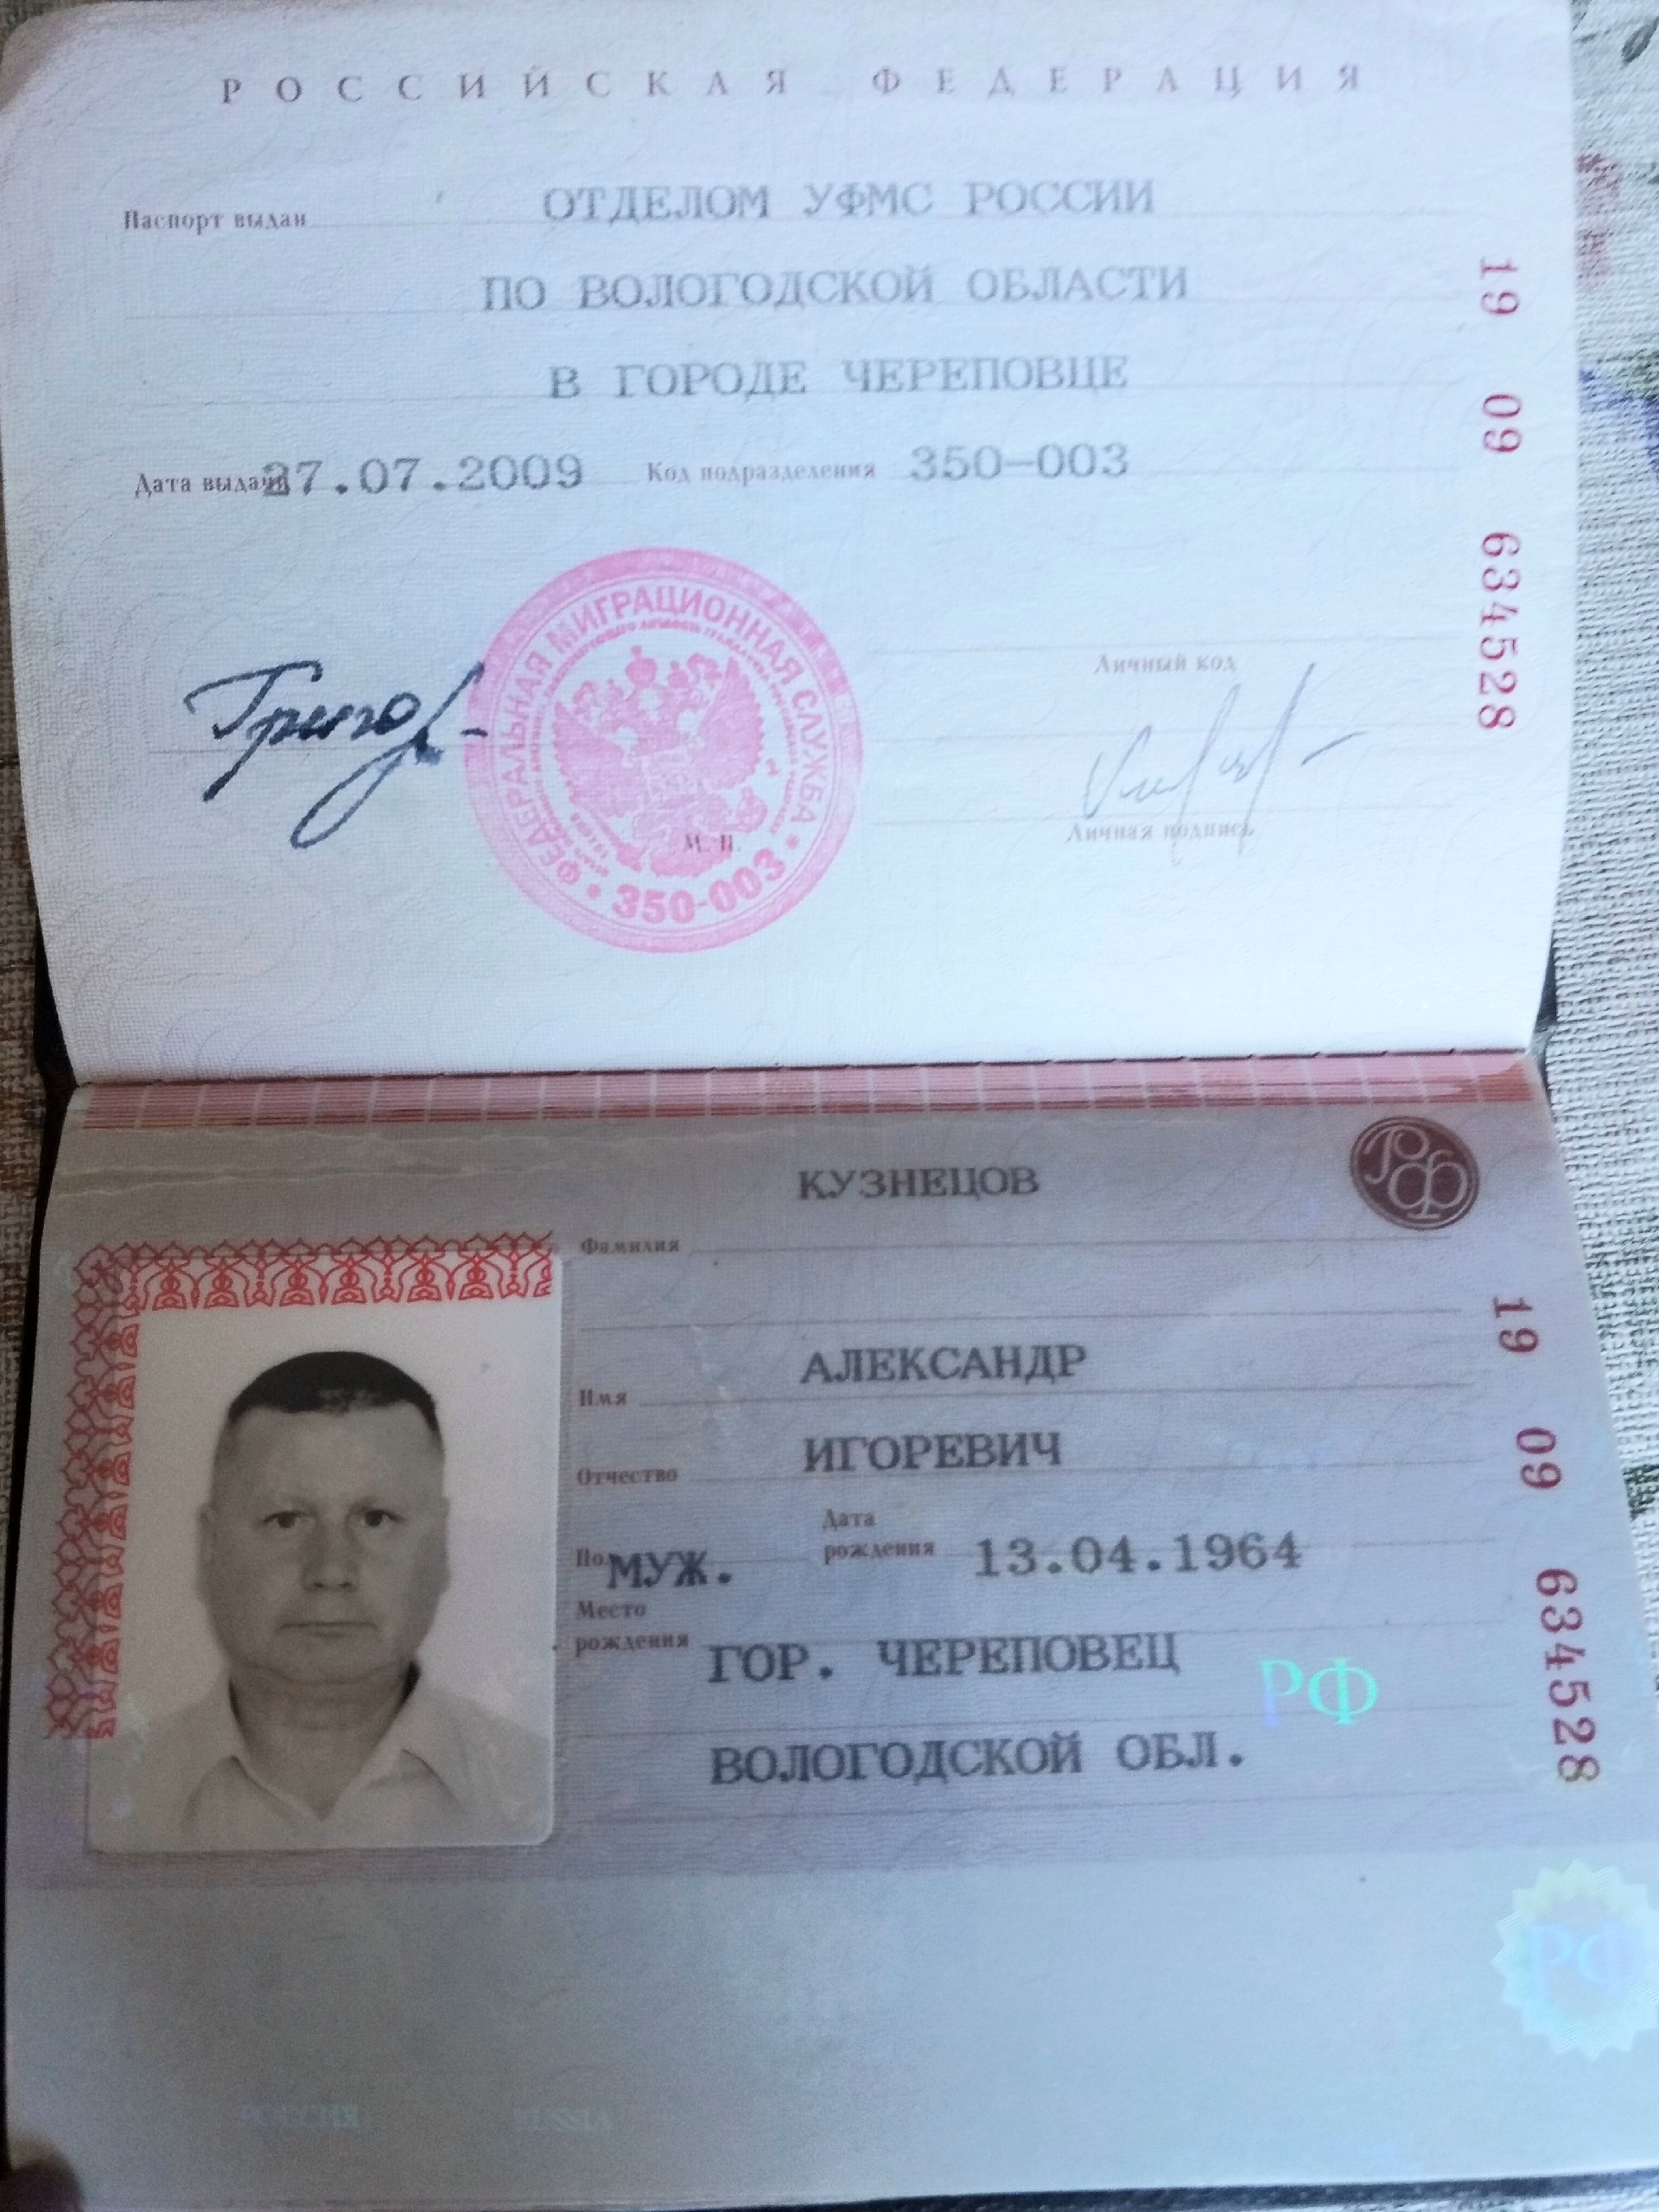 РОССИЙСКАЯ ФЕДЕРАЦИЯ
Паспорт выдан ОТДЕЛОМ УФМС РОССИИ
ПО ВОЛОГОДСКОЙ ОБЛАСТИ
В ГОРОДЕ ЧЕРЕПОВЦЕ
Дата выдачи 27.07.2009 Код подразделения 350-003
19 09 634528
ФЕДЕРАЛЬНАЯ МИГРАЦИОННАЯ СЛУЖБА
350-003
М. П.
Личный код
Личная подпись
РФ
КУЗНЕЦОВ
Фамилия
Имя АЛЕКСАНДР
Отчество ИГОРЕВИЧ
Пол МУЖ. Дата рождения 13.04.1964
Место рождения ГОР. ЧЕРЕПОВЕЦ
ВОЛОГОДСКОЙ ОБЛ.
РФ
19 09 634528
РФ
РОССИЯ RUSSIA